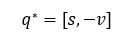 q* = [s, −v]